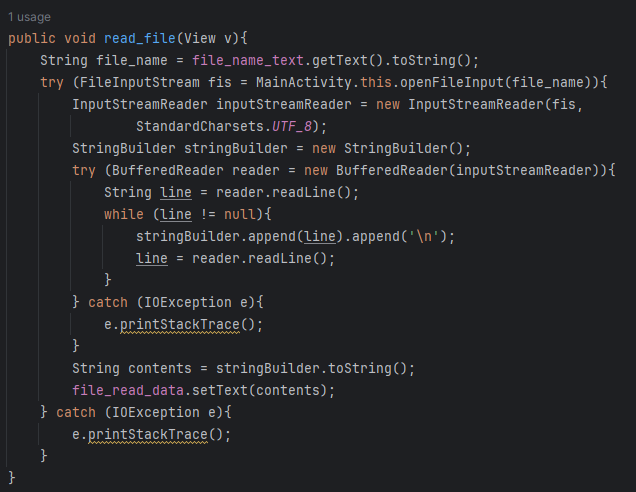 1 usage
public void read_file(View v){
    String file_name = file_name_text.getText().toString();
    try (FileInputStream fis = MainActivity.this.openFileInput(file_name)){
        InputStreamReader inputStreamReader = new InputStreamReader(fis,
                StandardCharsets.UTF_8);
        StringBuilder stringBuilder = new StringBuilder();
        try (BufferedReader reader = new BufferedReader(inputStreamReader)){
            String line = reader.readLine();
            while (line != null){
                stringBuilder.append(line).append('\n');
                line = reader.readLine();
            }
        } catch (IOException e){
            e.printStackTrace();
        }
        String contents = stringBuilder.toString();
        file_read_data.setText(contents);
    } catch (IOException e){
        e.printStackTrace();
    }
}